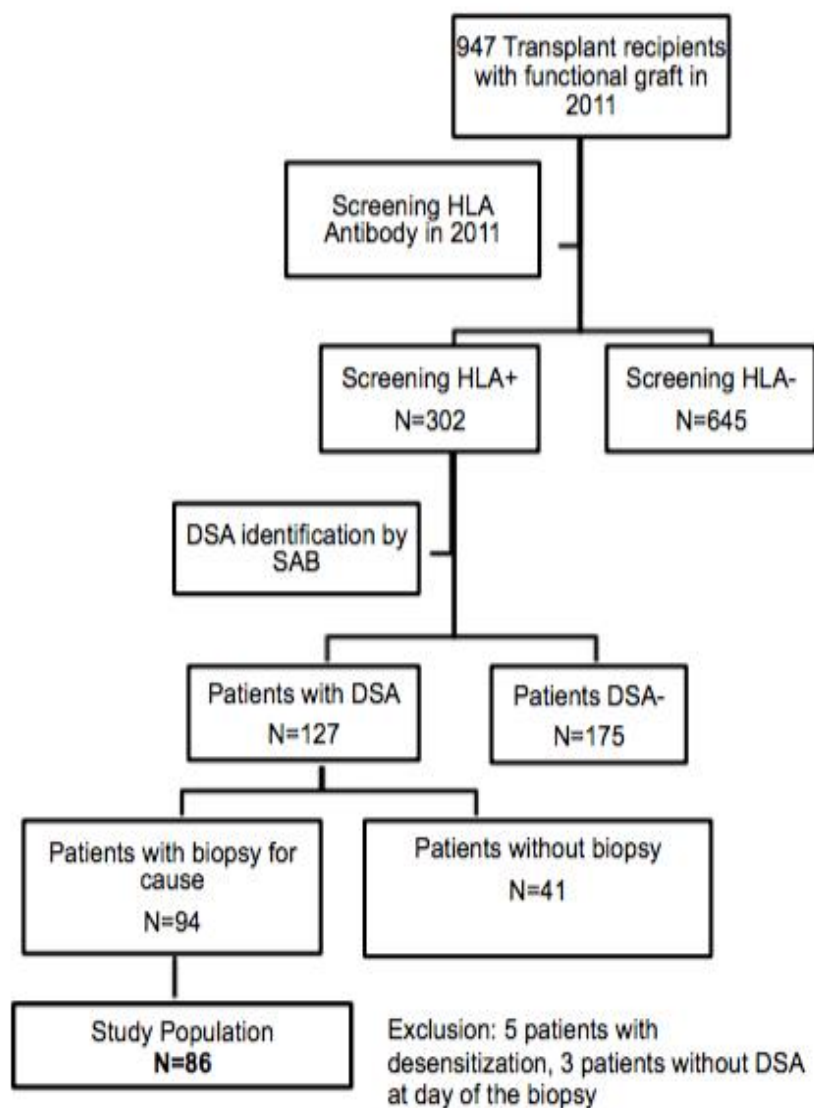 947 Transplant recipients
with functional graft in
2011
Screening HLA
Antibody in 2011
Screening HLA+
N=302
Screening HLA-
N=645
DSA identification by
SAB
Patients with DSA
N=127
Patients DSA-
N=175
Patients with biopsy for
cause
N=94
Patients without biopsy
N=41
Study Population
N=86
Exclusion: 5 patients with
desensitization, 3 patients without DSA
at day of the biopsy